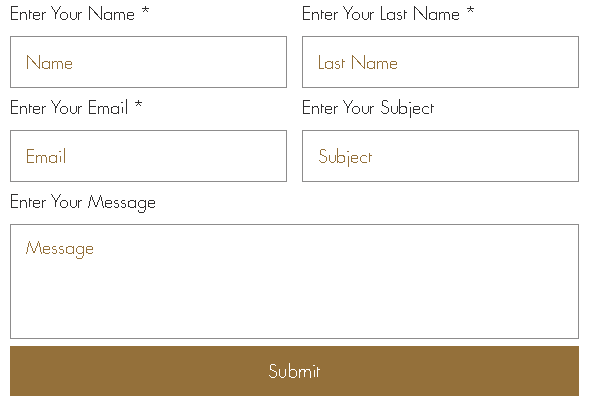 Enter Your Name *
Enter Your Last Name *
Name
Last Name
Enter Your Email *
Enter Your Subject
Email
Subject
Enter Your Message
Message
Submit